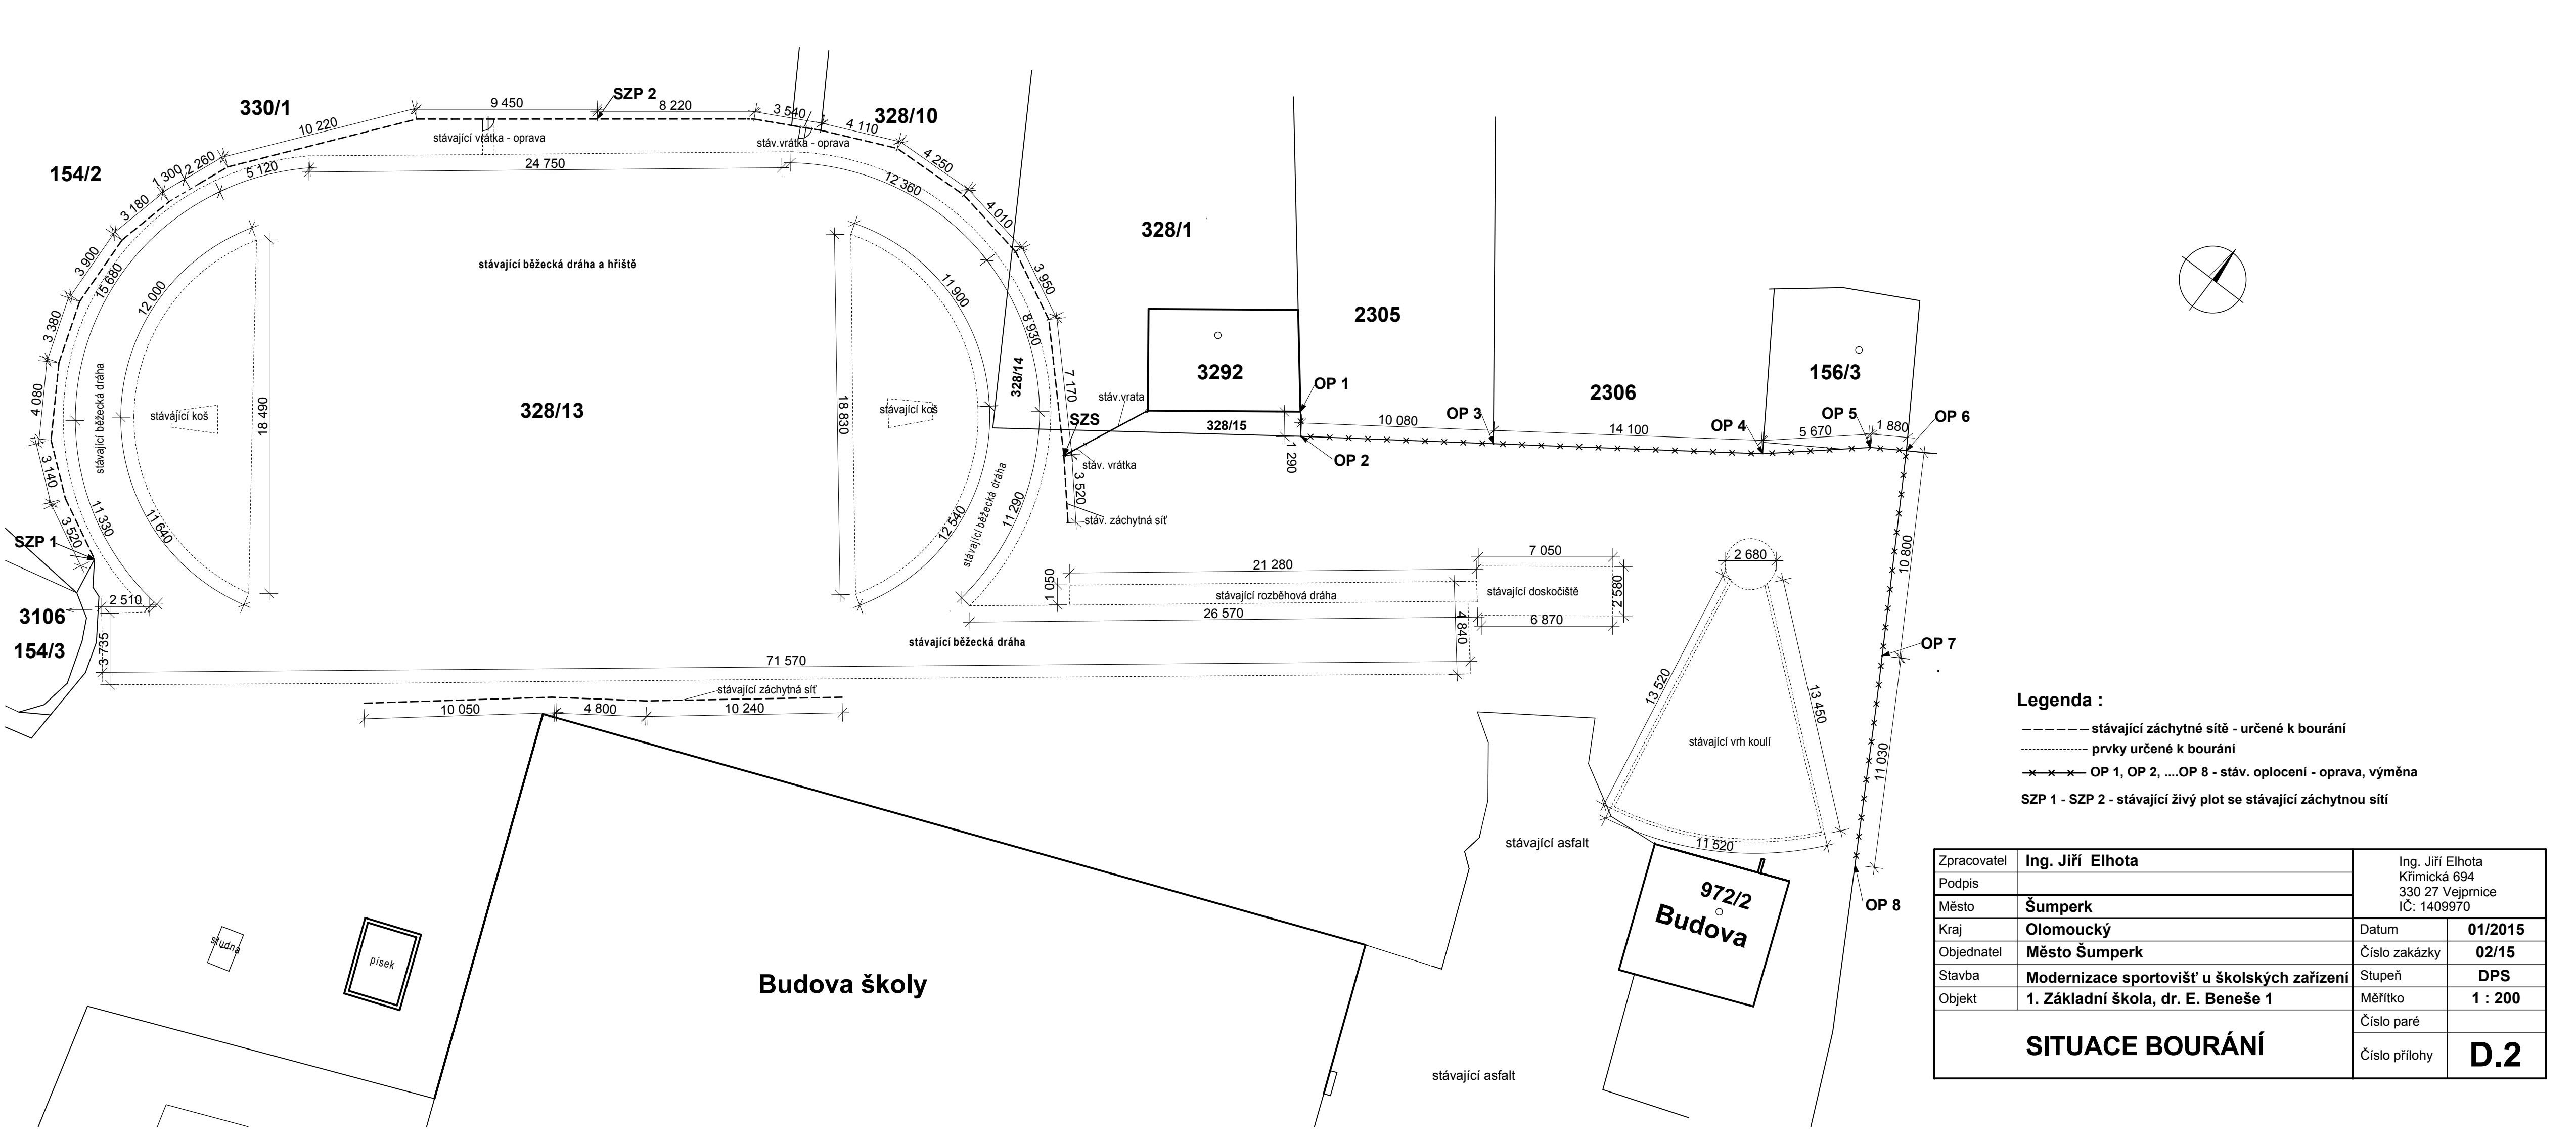 330/1
10 220
9 450
SZP 2
8 220
3 540
328/10
4 110
stávající vrátka - oprava
stáv.vrátka - oprava
154/2
1 300
2 260
5 120
24 750
12 360
4 250
3 180
4 010
3 900
3 950
328/1
stávající běžecká dráha a hřiště
15 680
12 000
11 900
8 930
3 380
2305
3292
156/3
OP 1
2306
328/14
7 170
stáv.vrata
4 080
stávající běžecká dráha
stávající koš
18 490
328/13
18 830
stávající koš
SZS
328/15
10 080
OP 3
14 100
OP 4
5 670
OP 5
1 880
OP 6
1 290
OP 2
stáv. vrátka
3 140
3 520
stávající běžecká dráha
11 330
11 640
12 540
11 290
3 520
stáv. záchytná síť
SZP 1
10 800
7 050
2 680
21 280
1 050
stávající rozběhová dráha
stávající doskočiště
2 580
2 510
3106
154/3
3 735
26 570
6 870
4 840
stávající běžecká dráha
OP 7
71 570
stávající záchytná síť
10 050
4 800
10 240
13 520
13 450
stávající vrh koulí
11 030
Legenda :
stávající záchytné sítě - určené k bourání
prvky určené k bourání
OP 1, OP 2, ....OP 8 - stáv. oplocení - oprava, výměna
SZP 1 - SZP 2 - stávající živý plot se stávající záchytnou sítí
stávající asfalt
11 520
972/2
Budova
OP 8
studna
písek
Budova školy
stávající asfalt
Zpracovatel Ing. Jiří Elhota
Podpis
Ing. Jiří Elhota
Křimická 694
330 27 Vejprnice
IČ: 1409970
Město Šumperk
Kraj Olomoucký Datum 01/2015
Objednatel Město Šumperk Číslo zakázky 02/15
Stavba Modernizace sportovišť u školských zařízení Stupeň DPS
Objekt 1. Základní škola, dr. E. Beneše 1 Měřítko 1 : 200
Číslo paré
SITUACE BOURÁNÍ Číslo přílohy D.2